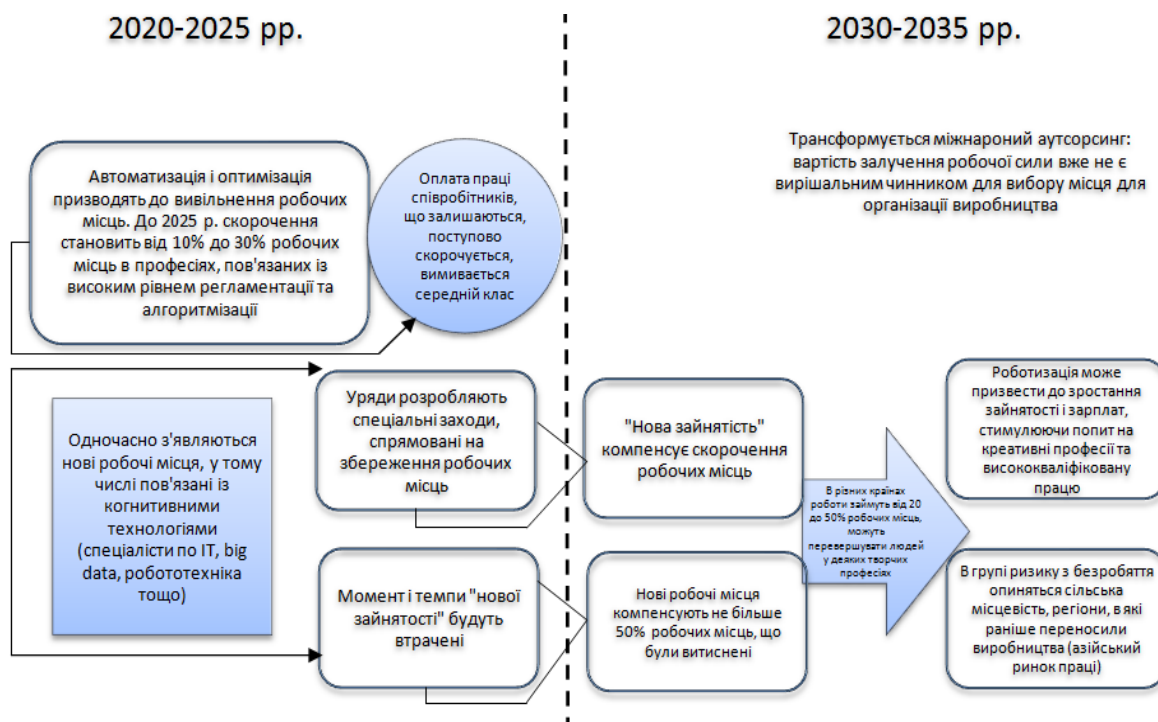 2020-2025 рр.
2030-2035 рр.
Автоматизація і оптимізація
призводять до вивільнення робочих
місць. До 2025 р. скорочення
становить від 10% до 30% робочих
місць в професіях, пов'язаних із
високим рівнем регламентації та
алгоритмізації
Оплата праці
співробітників,
що залишаються,
поступово
скорочується,
вимивається
середній клас
Трансформується міжнароний аутсорсинг:
вартість залучення робочої сили вже не є
вирішальним чинником для вибору місця для
організації виробництва
Одночасно з'являються
нові робочі місця, у тому
числі пов'язані із
когнитивними
технологіями
(спеціалісти по IT, big
data, робототехніка
тощо)
Уряди розробляють
спеціальні заходи,
спрямовані на
збереження робочих
місць
Момент і темпи "нової
зайнятості" будуть
втрачені
"Нова зайнятість"
компенсує скорочення
робочих місць
Нові робочі місця
компенсують не більше
50% робочих місць, що
були витиснені
В різних країнах
роботи займуть від 20
до 50% робочих місць,
можуть
перевершувати людей
у деяких творчих
професіях
Роботизація може
призвести до зростання
зайнятості і зарплат,
стимулюючи попит на
креативні професії та
висококваліфіковану
працю
В групі ризику з безробяття
опиняться сільська
місцевість, регіони, в які
раніше переносили
виробництва (азійський
ринок праці)